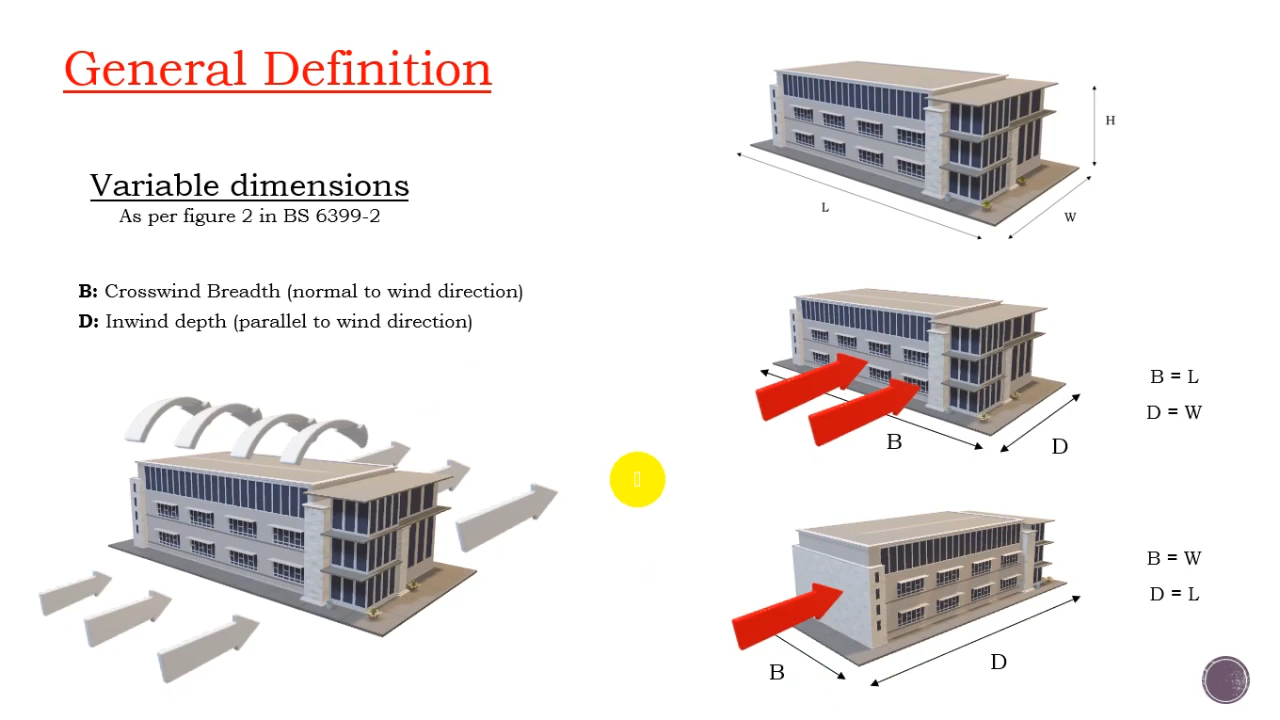 General Definition
Variable dimensions
As per figure 2 in BS 6399-2
B: Crosswind Breadth (normal to wind direction)
D: Inwind depth (parallel to wind direction)
H
L
W
B = L
D = W
B
D
B = W
D = L
B
D